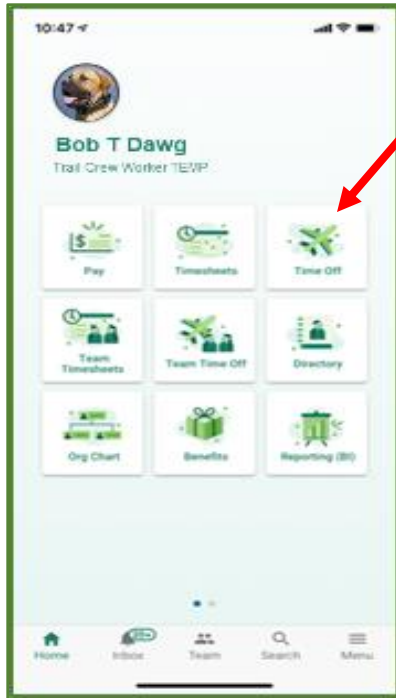 10:47
Bob T Dawg
Trail Crew Worker TEMP
Pay
Timesheets
Time Off
Team
Timesheets
Team Time Off
Directory
Org Chart
Benefits
Reporting (BI)
Home
Inbox
Team
Search
Menu